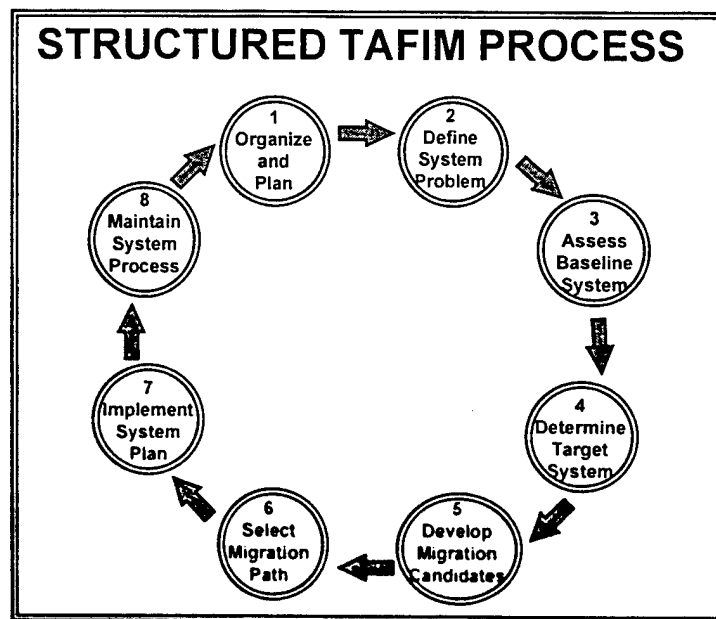 STRUCTURED TAFIM PROCESS
1
Organize
and
Plan
2
Define
System
Problem
3
Assess
Baseline
System
4
Determine
Target
System
5
Develop
Migration
Candidates
6
Select
Migration
Path
7
Implement
System
Plan
8
Maintain
System
Process